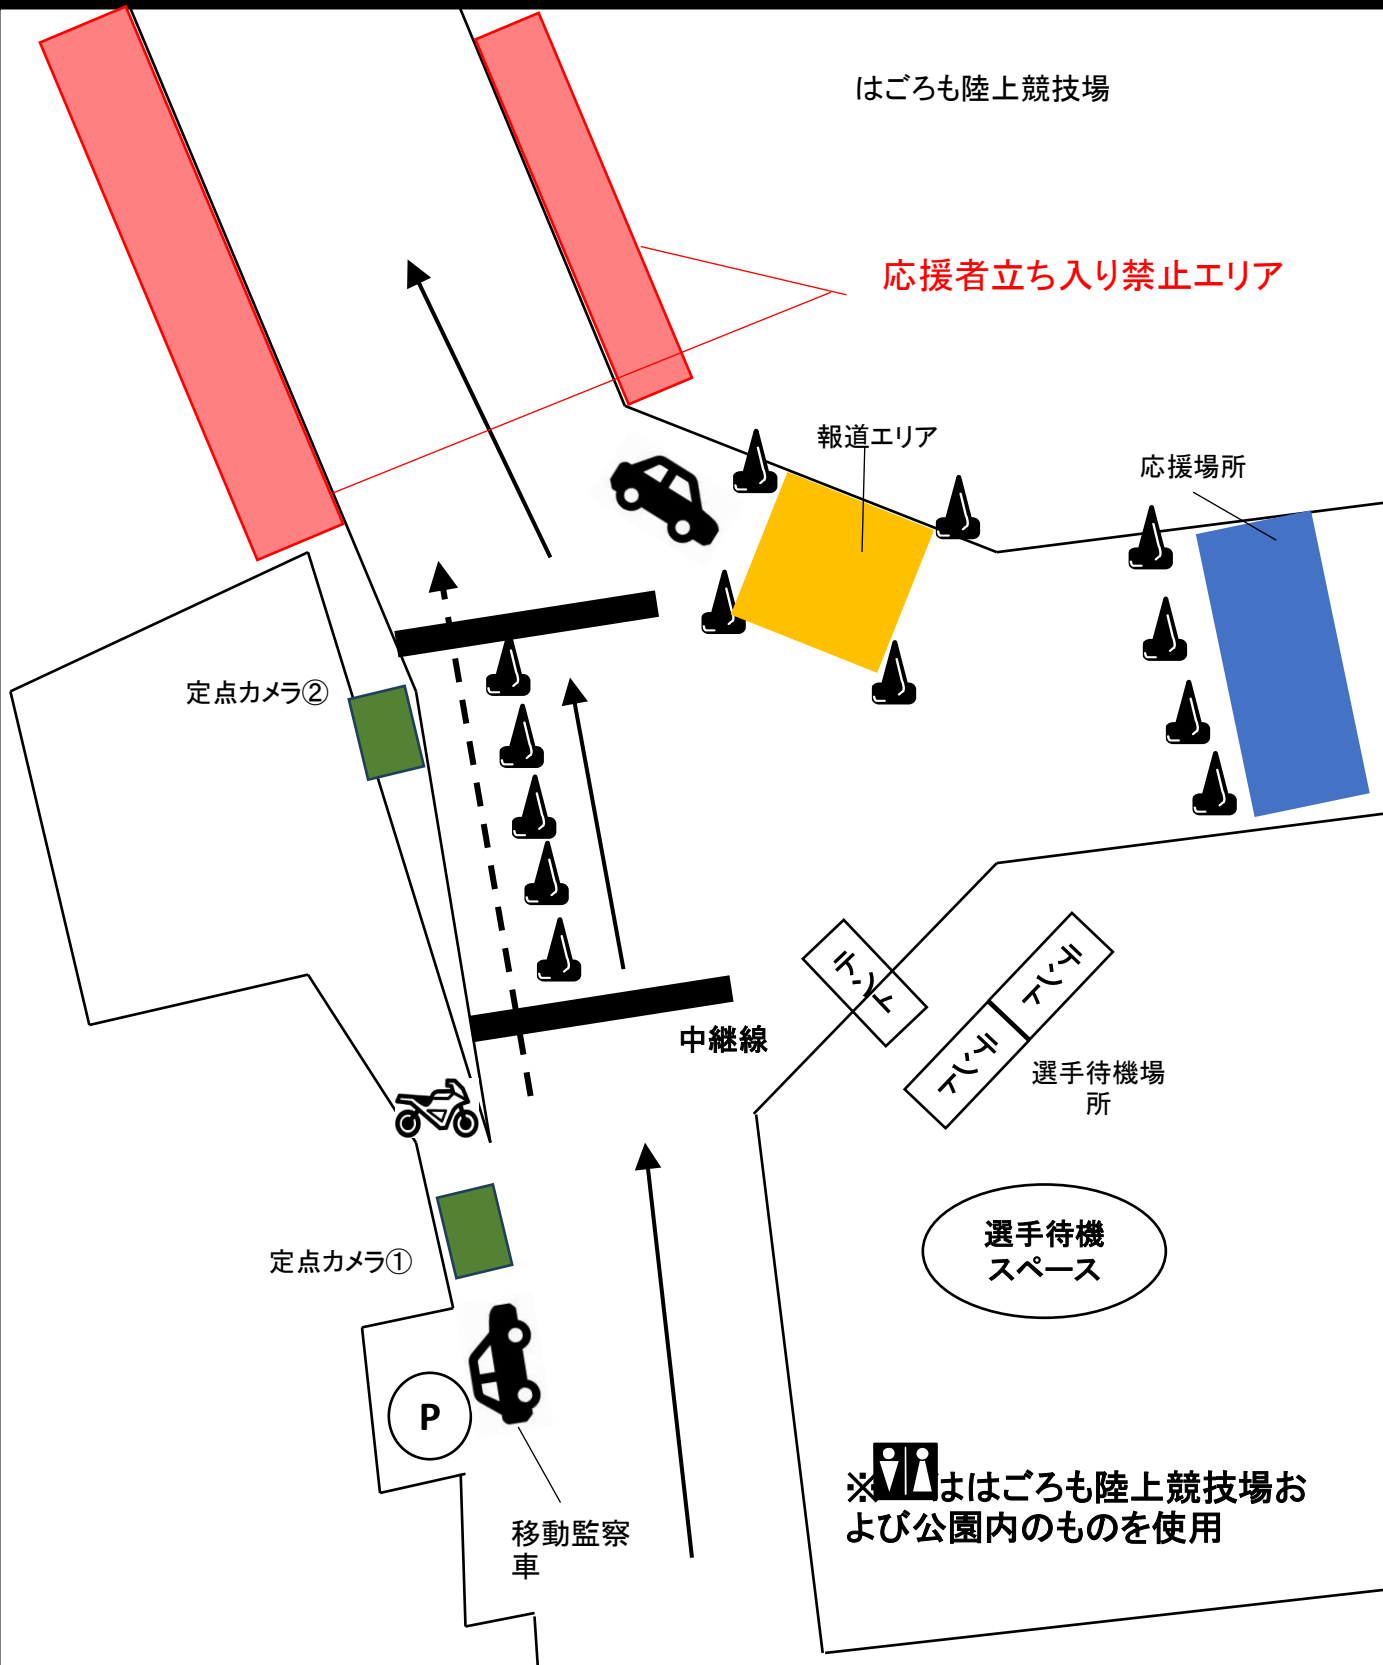 はごろも陸上競技場
応援者立ち入り禁止エリア
報道エリア
応援場所
定点カメラ②
中継線
テント
テント
テント
選手待機場
所
選手待機
スペース
定点カメラ①
P
移動監察
車
※ははごろも陸上競技場お
よび公園内のものを使用